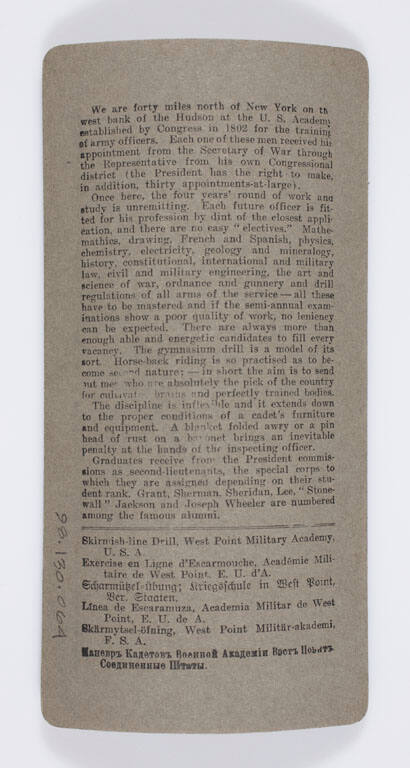 We are forty miles north of New York on th
west bank of the Hudson at the U. S. Academy
established by Congress in 1802 for the training
of army officers. Each one of these men received his
appointment from the Secretary of War through
the Representative from his own Congressional
district (the President has the right to make,
in addition, thirty appointments-at-large).
Once here, the four years' round of work and
study is unremitting. Each future officer is fit-
ted for his profession by dint of the closest appli-
cation, and there are no easy "electives." Mathe-
mathics, drawing, French and Spanish, physics,
chemistry, electricity, geology and mineralogy,
history, constitutional, international and military
law, civil and military engineering, the art and
science of war, ordnance and gunnery and drill
regulations of all arms of the service — all these
have to be mastered and if the semi-annual exam-
inations show a poor quality of work, no leniency
can be expected. There are always more than
enough able and energetic candidates to fill every
vacancy. The gymnasium drill is a model of its
sort. Horse-back riding is so practised as to be-
come second nature; — in short the aim is to send
out men who are absolutely the pick of the country
for cultivated brains and perfectly trained bodies.
The discipline is inflexible and it extends down
to the proper conditions of a cadet's furniture
and equipment. A blanket folded awry or a pin
head of rust on a bayonet brings an inevitable
penalty at the hands of the inspecting officer.
Graduates receive from the President commis-
sions as second-lieutenants, the special corps to
which they are assigned depending on their stu-
dent rank. Grant, Sherman, Sheridan, Lee, "Stone-
wall" Jackson and Joseph Wheeler are numbered
among the famous alumni.
Skirmish-line Drill, West Point Military Academy,
U. S. A.
Exercise en Ligne d'Escarmouche, Académie Mili-
taire de West Point, E. U. d'A.
Scharmützel-übung; Kriegsschule in West Point,
Ver. Staaten.
Línea de Escaramuza, Academia Militar de West
Point, E. U. de A.
Skärmytsel-öfning, West Point Militär-akademi,
F. S. A.
Маневръ Кадетовъ Военной Академіи Вэстъ Поинтъ
Соединенные Штаты.
99.130.064